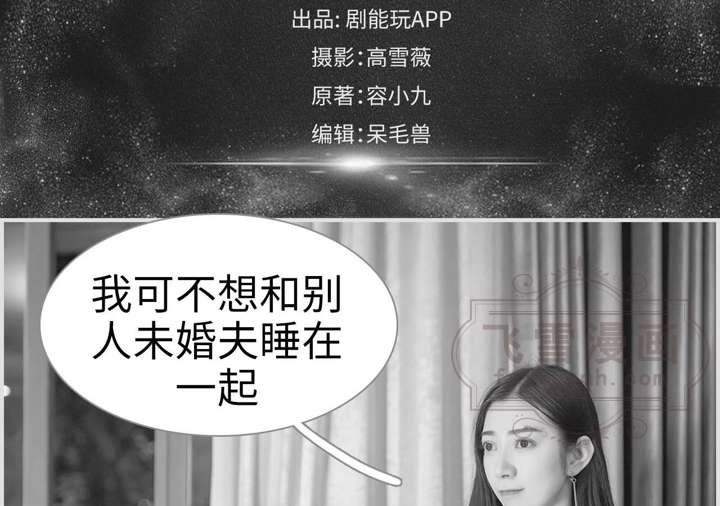 出品: 剧能玩APP
摄影:高雪薇
原著:容小九
编辑:呆毛兽
我可不想和别
人未婚夫睡在
一起
飞雪漫画